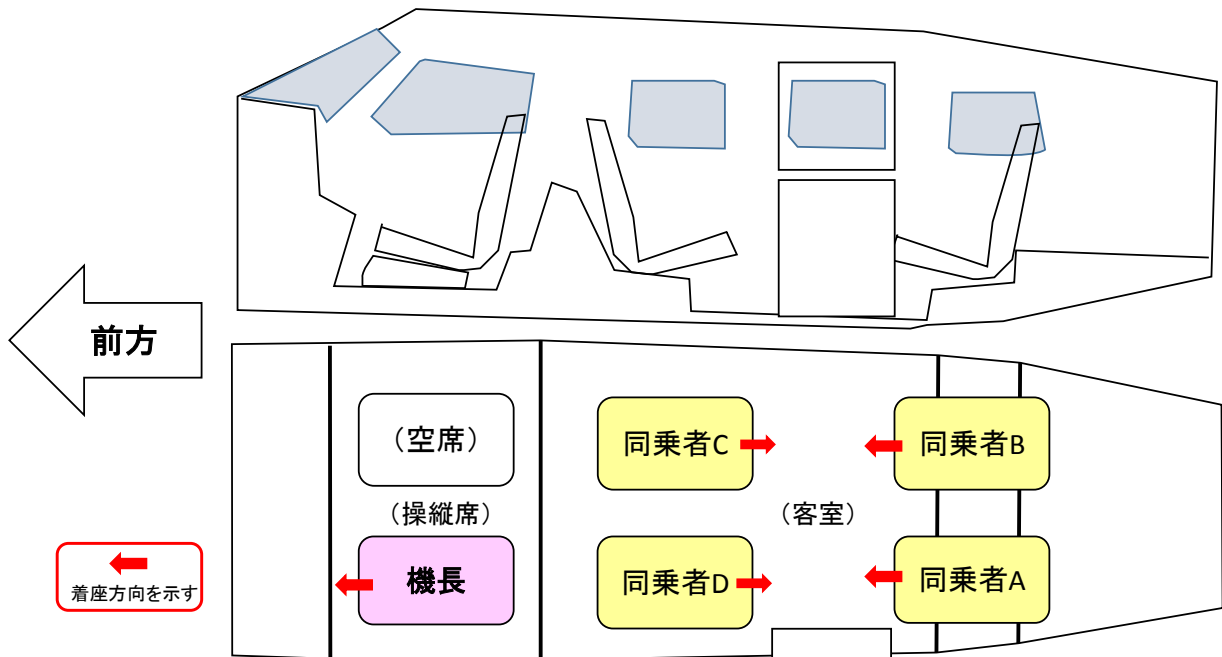 前方
（空席）
同乗者C
同乗者B
（操縦席）
（客室）
機長
同乗者D
同乗者A
着座方向を示す